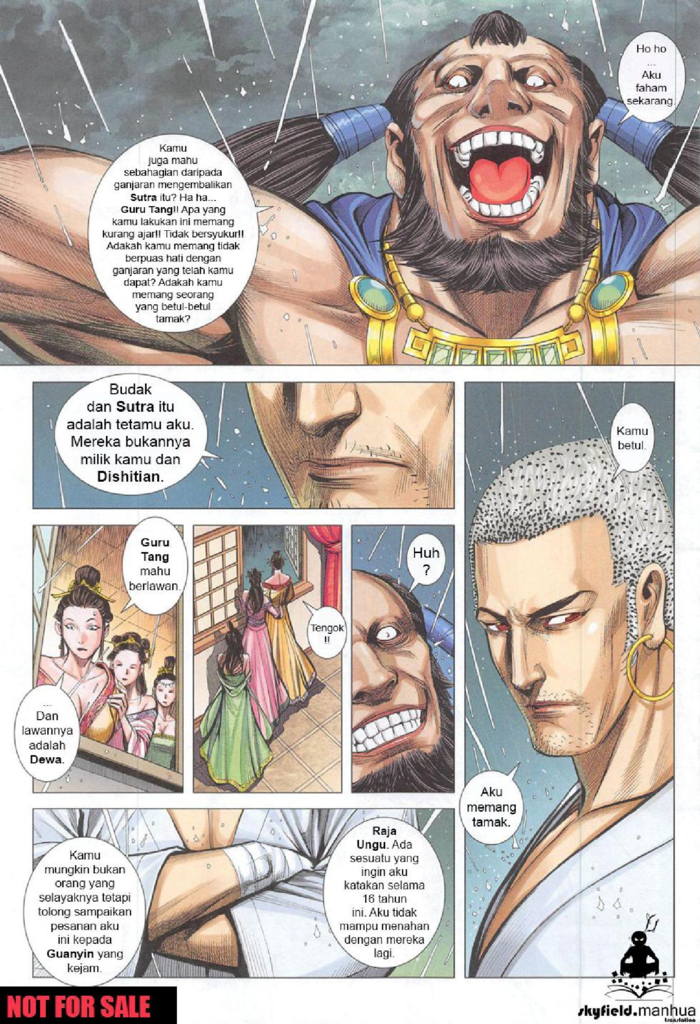 Ho ho
...
Aku
faham
sekarang.
Kamu
juga mahu
sebahagian daripada
ganjaran mengembalikan
Sutra itu? Ha ha...
Guru Tang!! Apa yang
kamu lakukan ini memang
kurang ajar!! Tidak bersyukur!!
Adakah kamu memang tidak
berpuas hati dengan
ganjaran yang telah kamu
dapat? Adakah kamu
memang seorang
yang betul-betul
tamak?
Budak
dan Sutra itu
adalah tetamu aku.
Mereka bukannya
milik kamu dan
Dishitian.
Kamu
betul.
Aku
memang
tamak.
Guru
Tang
mahu
berlawan.
...
Dan
lawannya
adalah
Dewa.
Tengok
!!
Huh
?
Kamu
mungkin bukan
orang yang
selayaknya tetapi
tolong sampaikan
pesanan aku
ini kepada
Guanyin yang
kejam.
Raja
Ungu. Ada
sesuatu yang
ingin aku
katakan selama
16 tahun
ini. Aku tidak
mampu menahan
dengan mereka
lagi.
NOT FOR SALE
skyfield.manhua
translation